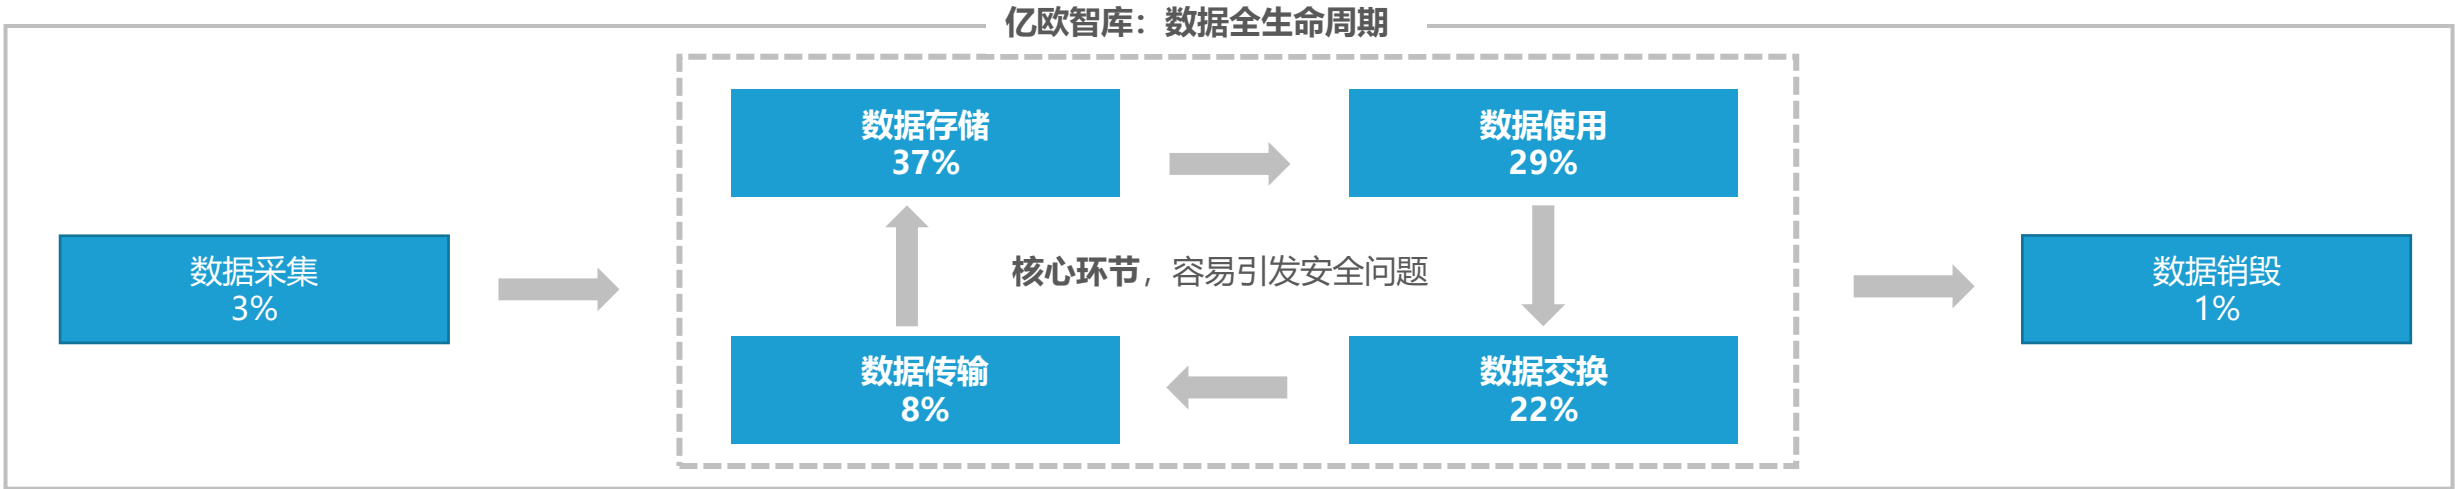 亿欧智库：数据全生命周期
数据采集
3%
数据存储
37%
数据使用
29%
核心环节，容易引发安全问题
数据传输
8%
数据交换
22%
数据销毁
1%